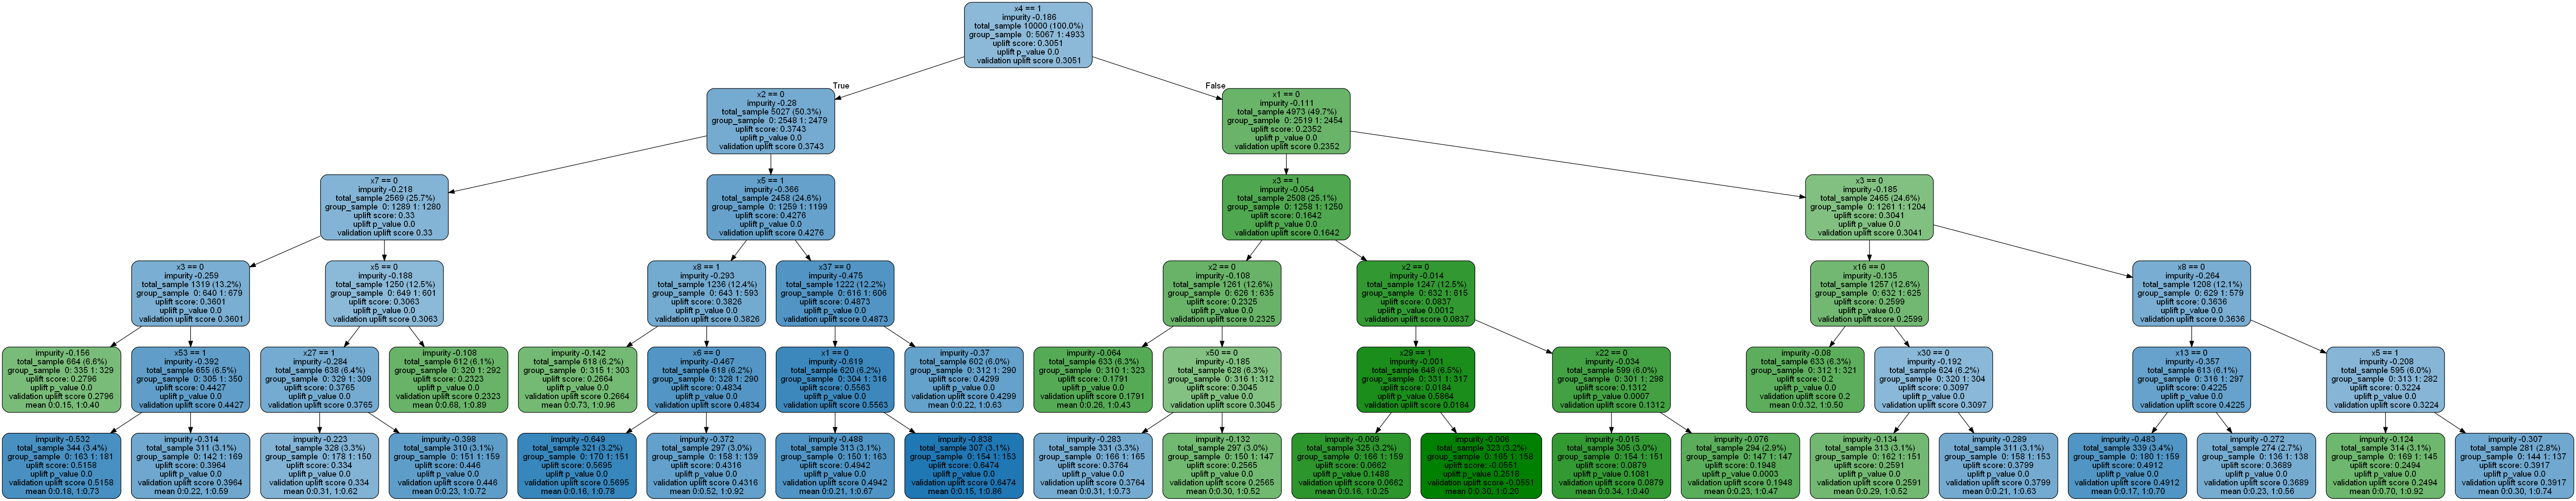 x4 == 1
impurity -0.186
total_sample 10000 (100.0%)
group_sample 0: 5067 1: 4933
uplift score: 0.3051
uplift p_value 0.0
validation uplift score 0.3051
True
False
x2 == 0
impurity -0.28
total_sample 5027 (50.3%)
group_sample 0: 2548 1: 2479
uplift score: 0.3743
uplift p_value 0.0
validation uplift score 0.3743
x1 == 0
impurity -0.111
total_sample 4973 (49.7%)
group_sample 0: 2519 1: 2454
uplift score: 0.2352
uplift p_value 0.0
validation uplift score 0.2352
x7 == 0
impurity -0.218
total_sample 2569 (25.7%)
group_sample 0: 1289 1: 1280
uplift score: 0.33
uplift p_value 0.0
validation uplift score 0.33
x5 == 1
impurity -0.366
total_sample 2458 (24.6%)
group_sample 0: 1259 1: 1199
uplift score: 0.4276
uplift p_value 0.0
validation uplift score 0.4276
x3 == 1
impurity -0.054
total_sample 2508 (25.1%)
group_sample 0: 1258 1: 1250
uplift score: 0.1642
uplift p_value 0.0
validation uplift score 0.1642
x3 == 0
impurity -0.185
total_sample 2465 (24.6%)
group_sample 0: 1261 1: 1204
uplift score: 0.3041
uplift p_value 0.0
validation uplift score 0.3041
x3 == 0
impurity -0.259
total_sample 1319 (13.2%)
group_sample 0: 640 1: 679
uplift score: 0.3601
uplift p_value 0.0
validation uplift score 0.3601
x5 == 0
impurity -0.188
total_sample 1250 (12.5%)
group_sample 0: 649 1: 601
uplift score: 0.3063
uplift p_value 0.0
validation uplift score 0.3063
x8 == 1
impurity -0.293
total_sample 1236 (12.4%)
group_sample 0: 643 1: 593
uplift score: 0.3826
uplift p_value 0.0
validation uplift score 0.3826
x37 == 0
impurity -0.475
total_sample 1222 (12.2%)
group_sample 0: 616 1: 606
uplift score: 0.4873
uplift p_value 0.0
validation uplift score 0.4873
x2 == 0
impurity -0.108
total_sample 1261 (12.6%)
group_sample 0: 626 1: 635
uplift score: 0.2325
uplift p_value 0.0
validation uplift score 0.2325
x2 == 0
impurity -0.014
total_sample 1247 (12.5%)
group_sample 0: 632 1: 615
uplift score: 0.0837
uplift p_value 0.0012
validation uplift score 0.0837
x16 == 0
impurity -0.135
total_sample 1257 (12.6%)
group_sample 0: 632 1: 625
uplift score: 0.2599
uplift p_value 0.0
validation uplift score 0.2599
x8 == 0
impurity -0.264
total_sample 1208 (12.1%)
group_sample 0: 629 1: 579
uplift score: 0.3636
uplift p_value 0.0
validation uplift score 0.3636
impurity -0.156
total_sample 664 (6.6%)
group_sample 0: 335 1: 329
uplift score: 0.2796
uplift p_value 0.0
validation uplift score 0.2796
mean 0:0.15, 1:0.40
x53 == 1
impurity -0.392
total_sample 655 (6.5%)
group_sample 0: 305 1: 350
uplift score: 0.4427
uplift p_value 0.0
validation uplift score 0.4427
x27 == 1
impurity -0.284
total_sample 638 (6.4%)
group_sample 0: 329 1: 309
uplift score: 0.3765
uplift p_value 0.0
validation uplift score 0.3765
impurity -0.108
total_sample 612 (6.1%)
group_sample 0: 320 1: 292
uplift score: 0.2323
uplift p_value 0.0
validation uplift score 0.2323
mean 0:0.68, 1:0.89
impurity -0.142
total_sample 618 (6.2%)
group_sample 0: 315 1: 303
uplift score: 0.2664
uplift p_value 0.0
validation uplift score 0.2664
mean 0:0.73, 1:0.96
x6 == 0
impurity -0.467
total_sample 618 (6.2%)
group_sample 0: 328 1: 290
uplift score: 0.4834
uplift p_value 0.0
validation uplift score 0.4834
x1 == 0
impurity -0.619
total_sample 620 (6.2%)
group_sample 0: 304 1: 316
uplift score: 0.5563
uplift p_value 0.0
validation uplift score 0.5563
impurity -0.37
total_sample 602 (6.0%)
group_sample 0: 312 1: 290
uplift score: 0.4299
uplift p_value 0.0
validation uplift score 0.4299
mean 0:0.22, 1:0.63
impurity -0.064
total_sample 633 (6.3%)
group_sample 0: 310 1: 323
uplift score: 0.1791
uplift p_value 0.0
validation uplift score 0.1791
mean 0:0.26, 1:0.43
x50 == 0
impurity -0.185
total_sample 628 (6.3%)
group_sample 0: 316 1: 312
uplift score: 0.3045
uplift p_value 0.0
validation uplift score 0.3045
x29 == 1
impurity -0.001
total_sample 648 (6.5%)
group_sample 0: 331 1: 317
uplift score: 0.0184
uplift p_value 0.5864
validation uplift score 0.0184
x22 == 0
impurity -0.034
total_sample 599 (6.0%)
group_sample 0: 301 1: 298
uplift score: 0.1312
uplift p_value 0.0007
validation uplift score 0.1312
impurity -0.08
total_sample 633 (6.3%)
group_sample 0: 312 1: 321
uplift score: 0.2
uplift p_value 0.0
validation uplift score 0.2
mean 0:0.32, 1:0.50
x30 == 0
impurity -0.192
total_sample 624 (6.2%)
group_sample 0: 320 1: 304
uplift score: 0.3097
uplift p_value 0.0
validation uplift score 0.3097
x13 == 0
impurity -0.357
total_sample 613 (6.1%)
group_sample 0: 316 1: 297
uplift score: 0.4225
uplift p_value 0.0
validation uplift score 0.4225
x5 == 1
impurity -0.208
total_sample 595 (6.0%)
group_sample 0: 313 1: 282
uplift score: 0.3224
uplift p_value 0.0
validation uplift score 0.3224
impurity -0.532
total_sample 344 (3.4%)
group_sample 0: 163 1: 181
uplift score: 0.5158
uplift p_value 0.0
validation uplift score 0.5158
mean 0:0.18, 1:0.73
impurity -0.314
total_sample 311 (3.1%)
group_sample 0: 142 1: 169
uplift score: 0.3964
uplift p_value 0.0
validation uplift score 0.3964
mean 0:0.22, 1:0.59
impurity -0.223
total_sample 328 (3.3%)
group_sample 0: 178 1: 150
uplift score: 0.334
uplift p_value 0.0
validation uplift score 0.334
mean 0:0.31, 1:0.62
impurity -0.398
total_sample 310 (3.1%)
group_sample 0: 151 1: 159
uplift score: 0.446
uplift p_value 0.0
validation uplift score 0.446
mean 0:0.23, 1:0.72
impurity -0.649
total_sample 321 (3.2%)
group_sample 0: 170 1: 151
uplift score: 0.5695
uplift p_value 0.0
validation uplift score 0.5695
mean 0:0.16, 1:0.78
impurity -0.372
total_sample 297 (3.0%)
group_sample 0: 158 1: 139
uplift score: 0.4316
uplift p_value 0.0
validation uplift score 0.4316
mean 0:0.52, 1:0.92
impurity -0.488
total_sample 313 (3.1%)
group_sample 0: 150 1: 163
uplift score: 0.4942
uplift p_value 0.0
validation uplift score 0.4942
mean 0:0.21, 1:0.67
impurity -0.838
total_sample 307 (3.1%)
group_sample 0: 154 1: 153
uplift score: 0.6474
uplift p_value 0.0
validation uplift score 0.6474
mean 0:0.15, 1:0.86
impurity -0.283
total_sample 331 (3.3%)
group_sample 0: 166 1: 165
uplift score: 0.3764
uplift p_value 0.0
validation uplift score 0.3764
mean 0:0.31, 1:0.73
impurity -0.132
total_sample 297 (3.0%)
group_sample 0: 150 1: 147
uplift score: 0.2565
uplift p_value 0.0
validation uplift score 0.2565
mean 0:0.30, 1:0.52
impurity -0.009
total_sample 325 (3.2%)
group_sample 0: 166 1: 159
uplift score: 0.0662
uplift p_value 0.1488
validation uplift score 0.0662
mean 0:0.16, 1:0.25
impurity -0.006
total_sample 323 (3.2%)
group_sample 0: 165 1: 158
uplift score: -0.0551
uplift p_value 0.2518
validation uplift score -0.0551
mean 0:0.30, 1:0.20
impurity -0.015
total_sample 305 (3.0%)
group_sample 0: 154 1: 151
uplift score: 0.0879
uplift p_value 0.1081
validation uplift score 0.0879
mean 0:0.34, 1:0.40
impurity -0.076
total_sample 294 (2.9%)
group_sample 0: 147 1: 147
uplift score: 0.1948
uplift p_value 0.0003
validation uplift score 0.1948
mean 0:0.23, 1:0.47
impurity -0.134
total_sample 313 (3.1%)
group_sample 0: 162 1: 151
uplift score: 0.2591
uplift p_value 0.0
validation uplift score 0.2591
mean 0:0.29, 1:0.52
impurity -0.289
total_sample 311 (3.1%)
group_sample 0: 158 1: 153
uplift score: 0.3799
uplift p_value 0.0
validation uplift score 0.3799
mean 0:0.21, 1:0.63
impurity -0.483
total_sample 339 (3.4%)
group_sample 0: 180 1: 159
uplift score: 0.4912
uplift p_value 0.0
validation uplift score 0.4912
mean 0:0.17, 1:0.70
impurity -0.272
total_sample 274 (2.7%)
group_sample 0: 136 1: 138
uplift score: 0.3689
uplift p_value 0.0
validation uplift score 0.3689
mean 0:0.23, 1:0.56
impurity -0.124
total_sample 314 (3.1%)
group_sample 0: 169 1: 145
uplift score: 0.2494
uplift p_value 0.0
validation uplift score 0.2494
mean 0:0.70, 1:0.92
impurity -0.307
total_sample 281 (2.8%)
group_sample 0: 144 1: 137
uplift score: 0.3917
uplift p_value 0.0
validation uplift score 0.3917
mean 0:0.30, 1:0.74